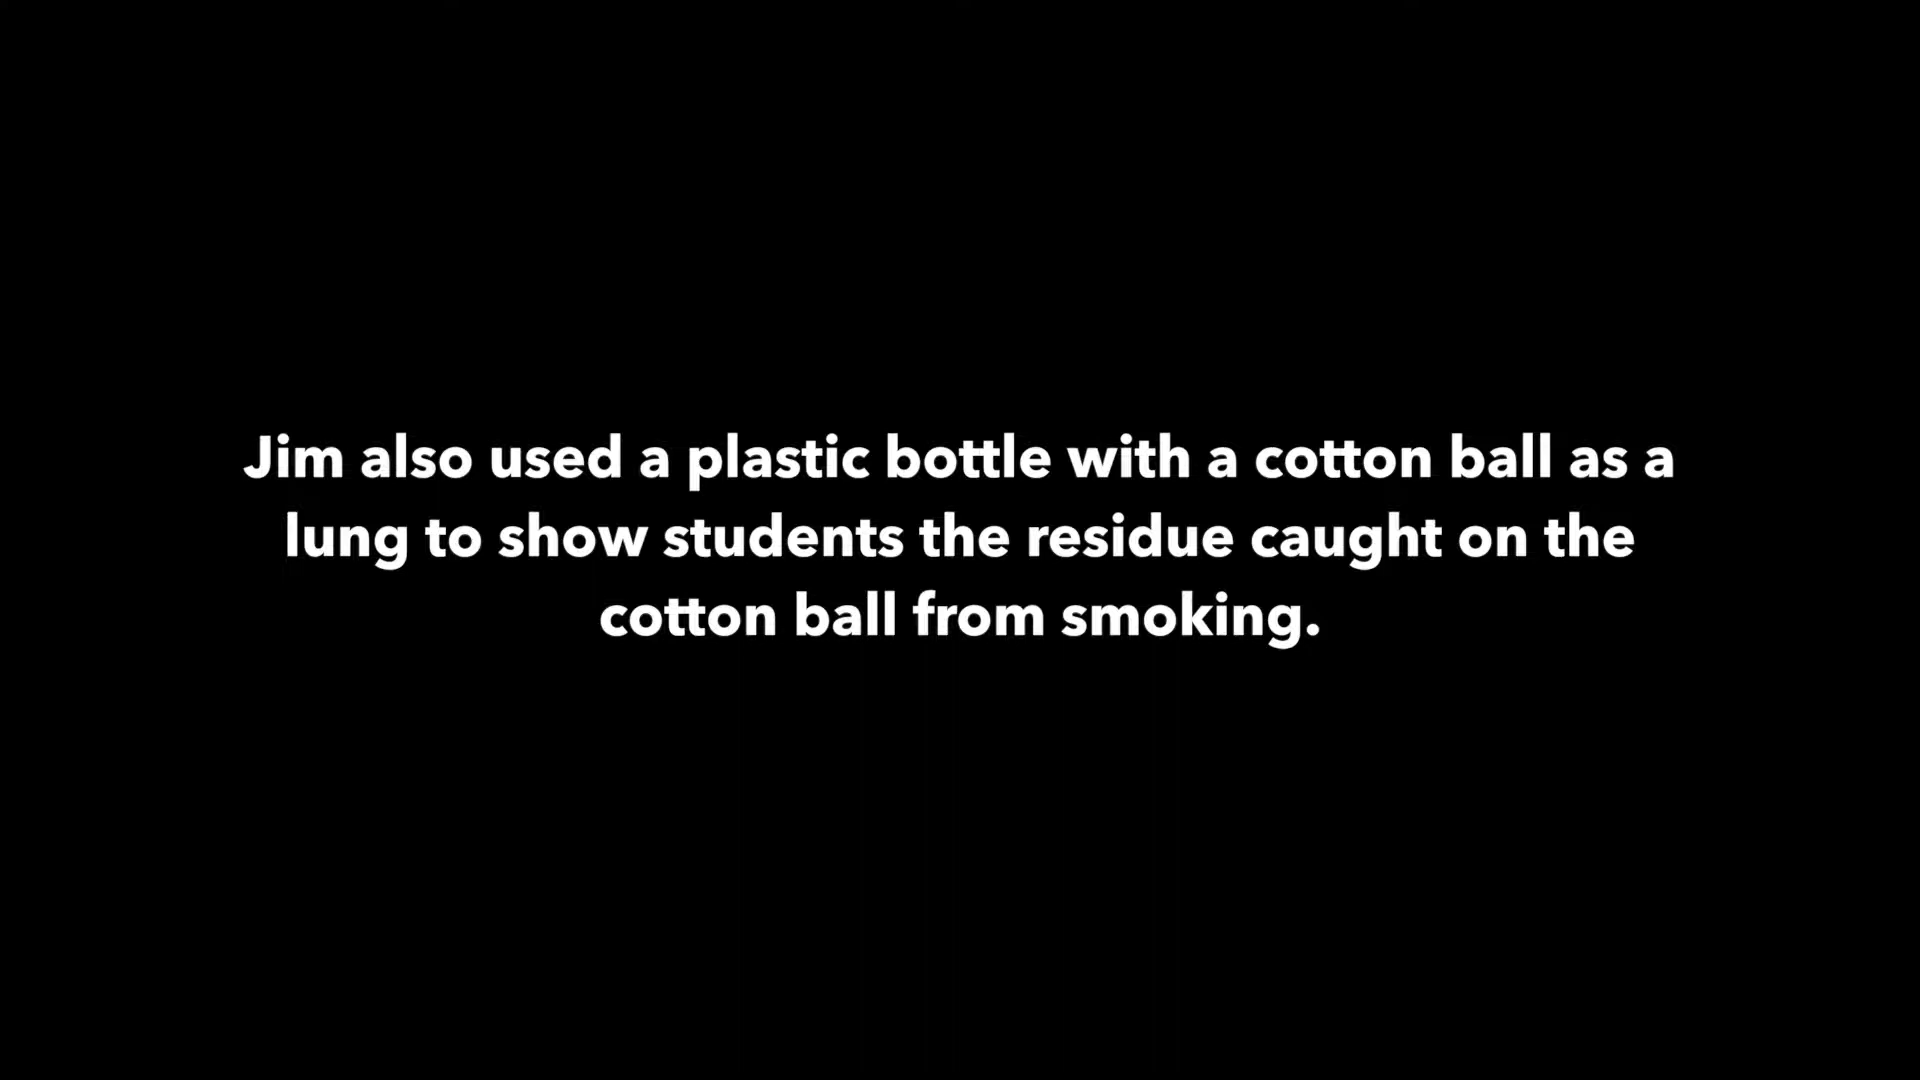 Jim also used a plastic bottle with a cotton ball as a
lung to show students the residue caught on the
cotton ball from smoking.